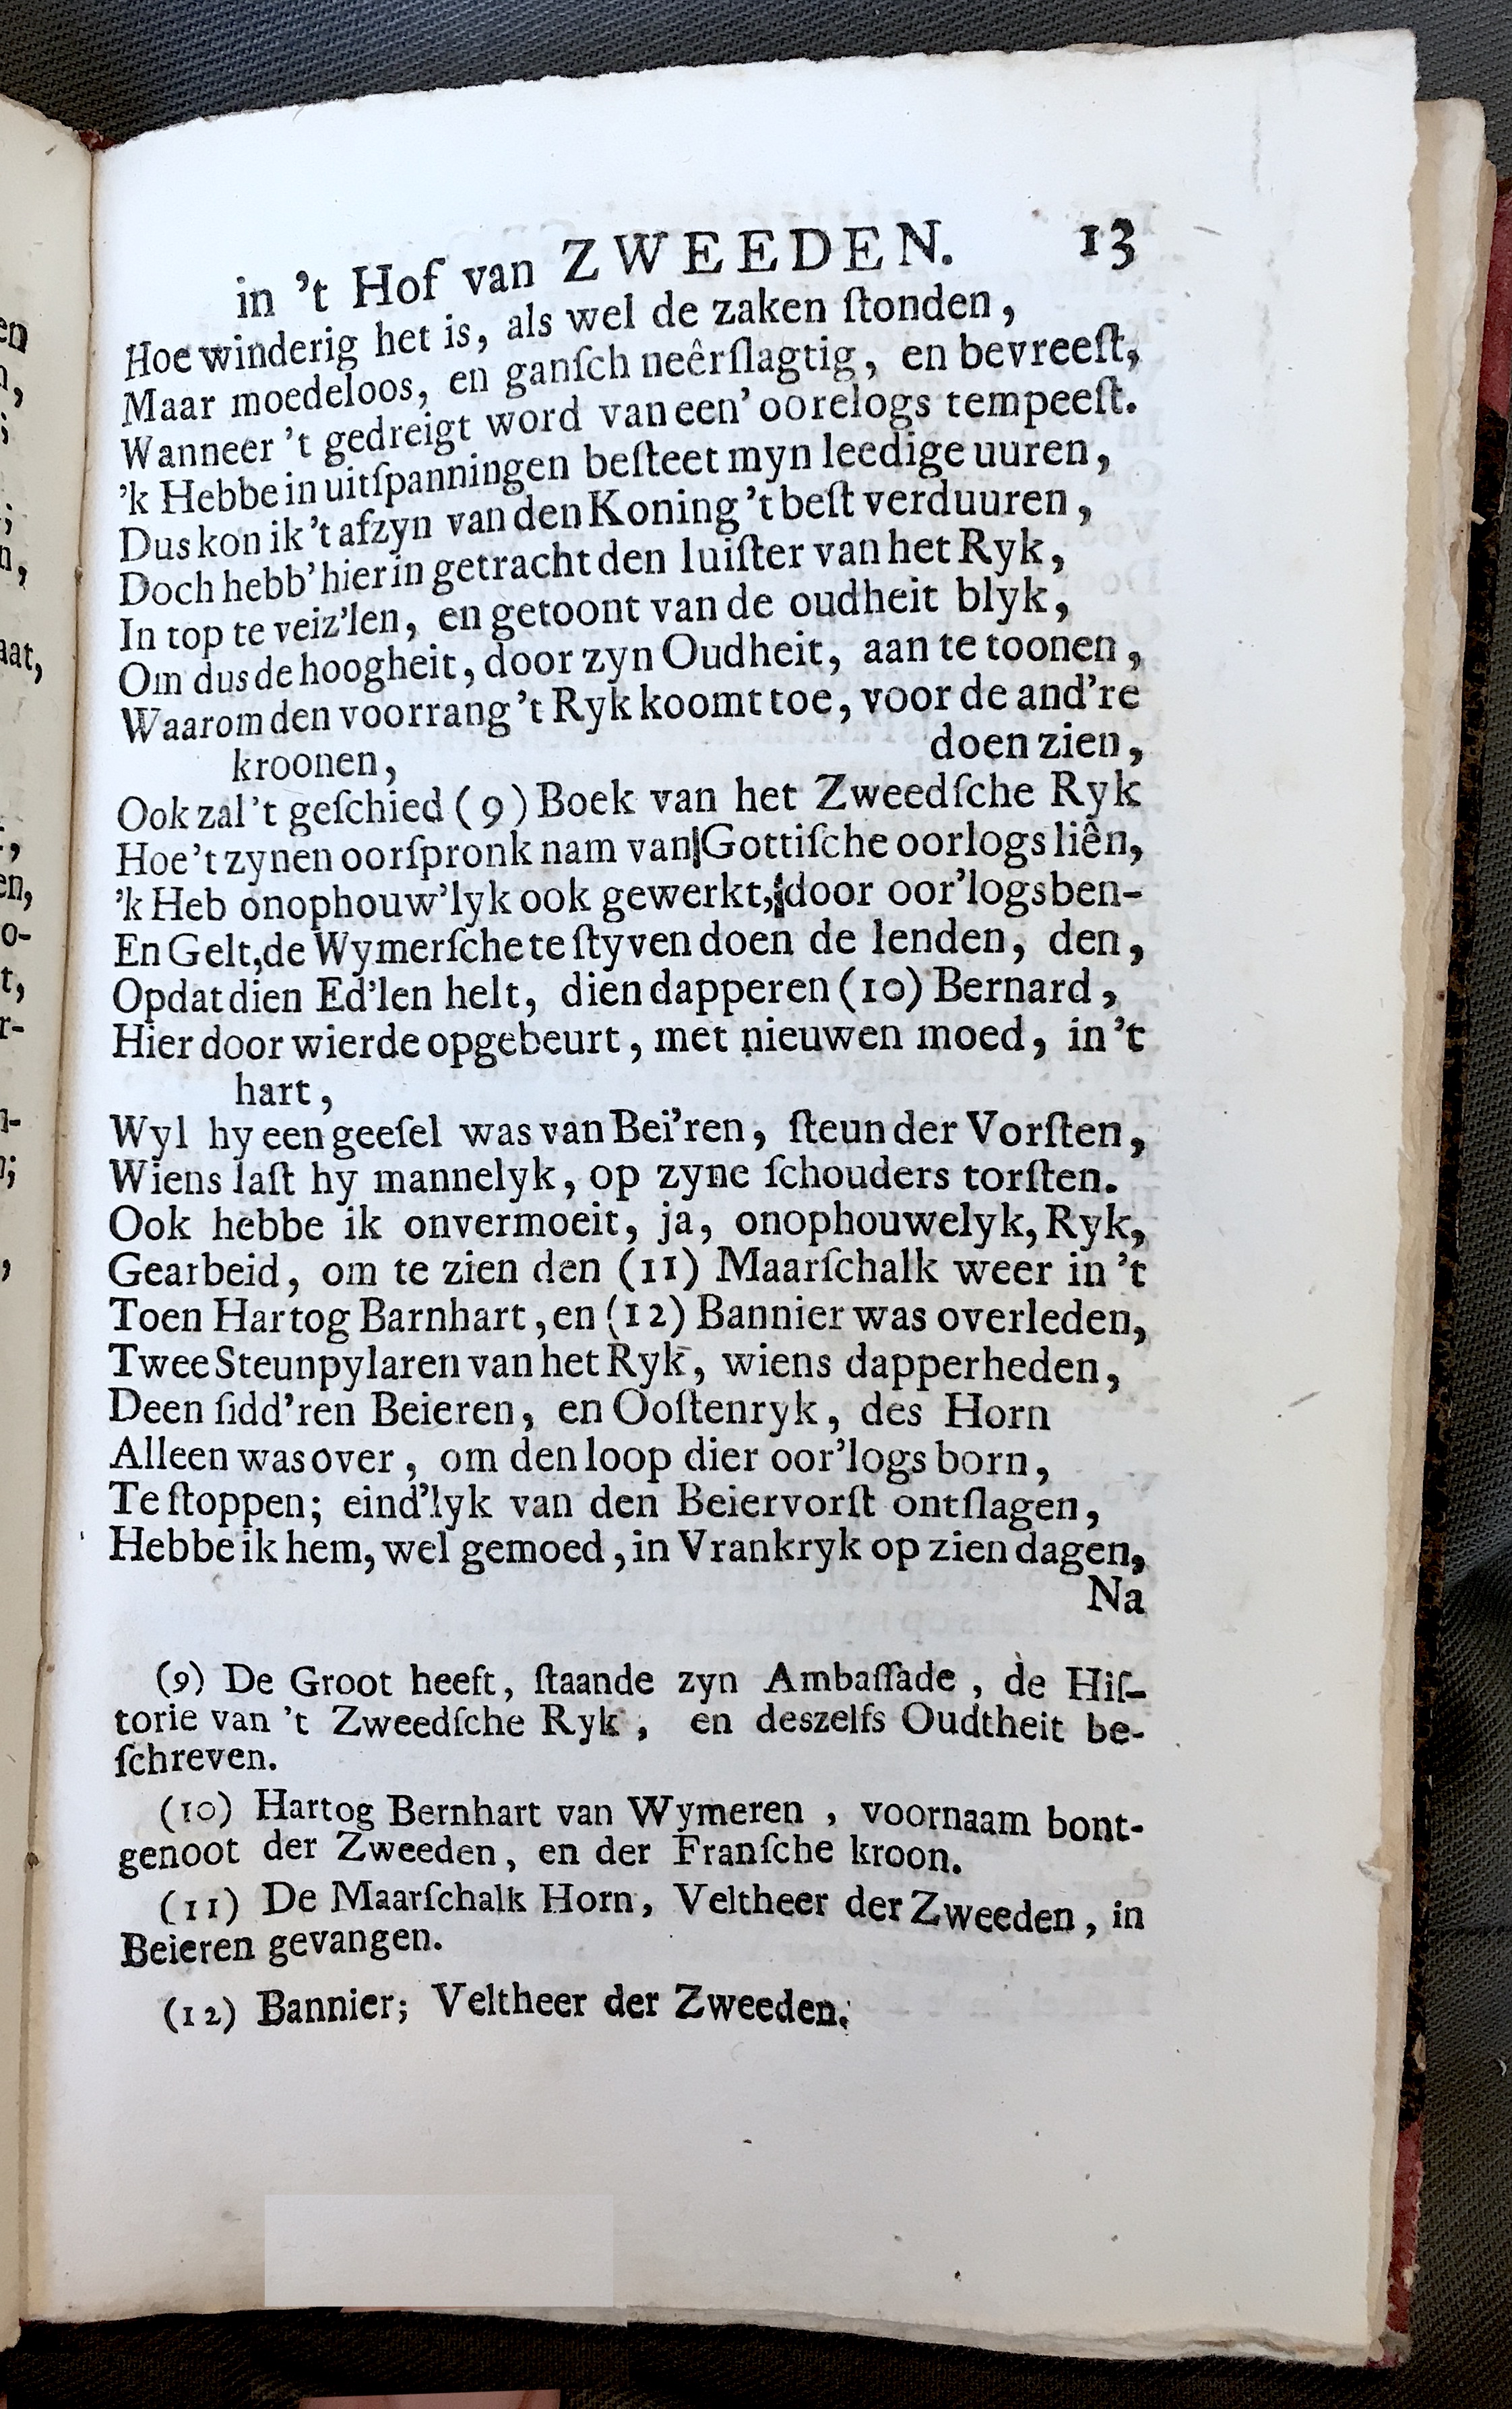 in 't Hof van ZWEEDEN. 13
Hoe winderig het is, als wel de zaken ſtonden,
Maar moedeloos, en ganſch neêrſlagtig, en bevreeſt,
Wanneer 't gedreigt word van een' oorelogs tempeeſt.
'k Hebbe in uitſpanningen beſteet myn leedige uuren,
Dus kon ik 't afzyn van den Koning 't beſt verduuren,
Doch hebb' hier in getracht den luiſter van het Ryk,
In top te veiz'len, en getoont van de oudheit blyk,
Om dus de hoogheit, door zyn Oudheit, aan te toonen,
Waarom den voorrang 't Ryk koomt toe, voor de and're
kroonen, doen zien,
Ook zal 't geſchied (9) Boek van het Zweedſche Ryk
Hoe 't zynen oorſpronk nam van Gottiſche oorlogs liên,
'k Heb onophouw'lyk ook gewerkt, door oor'logsben-
En Gelt, de Wymerſche te ſtyven doen de lenden, den,
Opdat dien Ed'len helt, dien dapperen (10) Bernard,
Hier door wierde opgebeurt, met nieuwen moed, in 't
hart,
Wyl hy een geeſel was van Bei'ren, ſteun der Vorſten,
Wiens laſt hy mannelyk, op zyne ſchouders torſten.
Ook hebbe ik onvermoeit, ja, onophouwelyk, Ryk,
Gearbeid, om te zien den (11) Maarſchalk weer in 't
Toen Hartog Barnhart, en (12) Bannier was overleden,
Twee Steunpylaren van het Ryk, wiens dapperheden,
Deen ſidd'ren Beieren, en Ooſtenryk, des Horn
Alleen was over, om den loop dier oor'logs born,
Te ſtoppen; eind'lyk van den Beiervorſt ontſlagen,
Hebbe ik hem, wel gemoed, in Vrankryk op zien dagen,
Na
(9) De Groot heeft, ſtaande zyn Ambaſſade, de Hiſ-
torie van 't Zweedſche Ryk, en deszelfs Oudtheit be-
ſchreven.
(10) Hartog Bernhart van Wymeren, voornaam bont-
genoot der Zweeden, en der Franſche kroon.
(11) De Maarſchalk Horn, Veltheer der Zweeden, in
Beieren gevangen.
(12) Bannier; Veltheer der Zweeden.